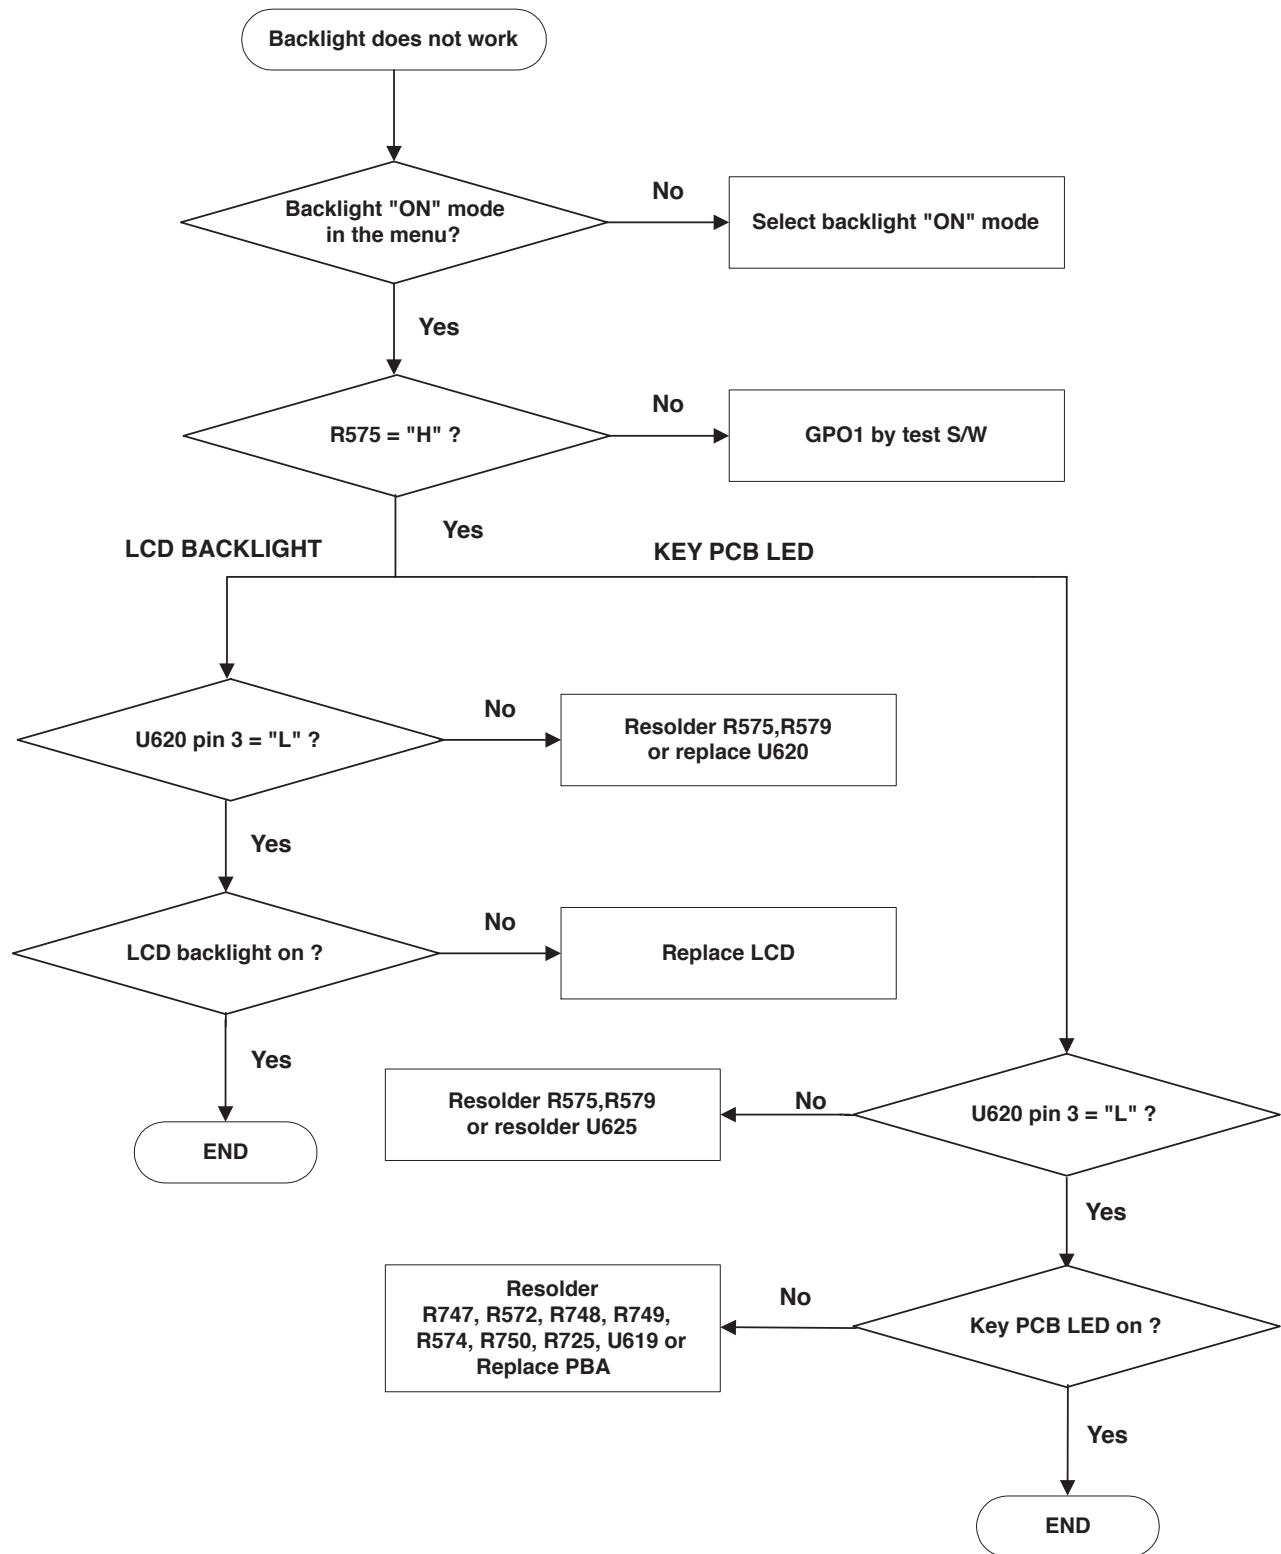 Backlight does not work
Backlight "ON" mode
in the menu?
No
Select backlight "ON" mode
Yes
R575 = "H" ?
No
GPO1 by test S/W
Yes
LCD BACKLIGHT
KEY PCB LED
U620 pin 3 = "L" ?
No
Resolder R575,R579
or replace U620
Yes
LCD backlight on ?
No
Replace LCD
Yes
END
U620 pin 3 = "L" ?
No
Resolder R575,R579
or resolder U625
Yes
Key PCB LED on ?
No
Resolder
R747, R572, R748, R749,
R574, R750, R725, U619 or
Replace PBA
Yes
END